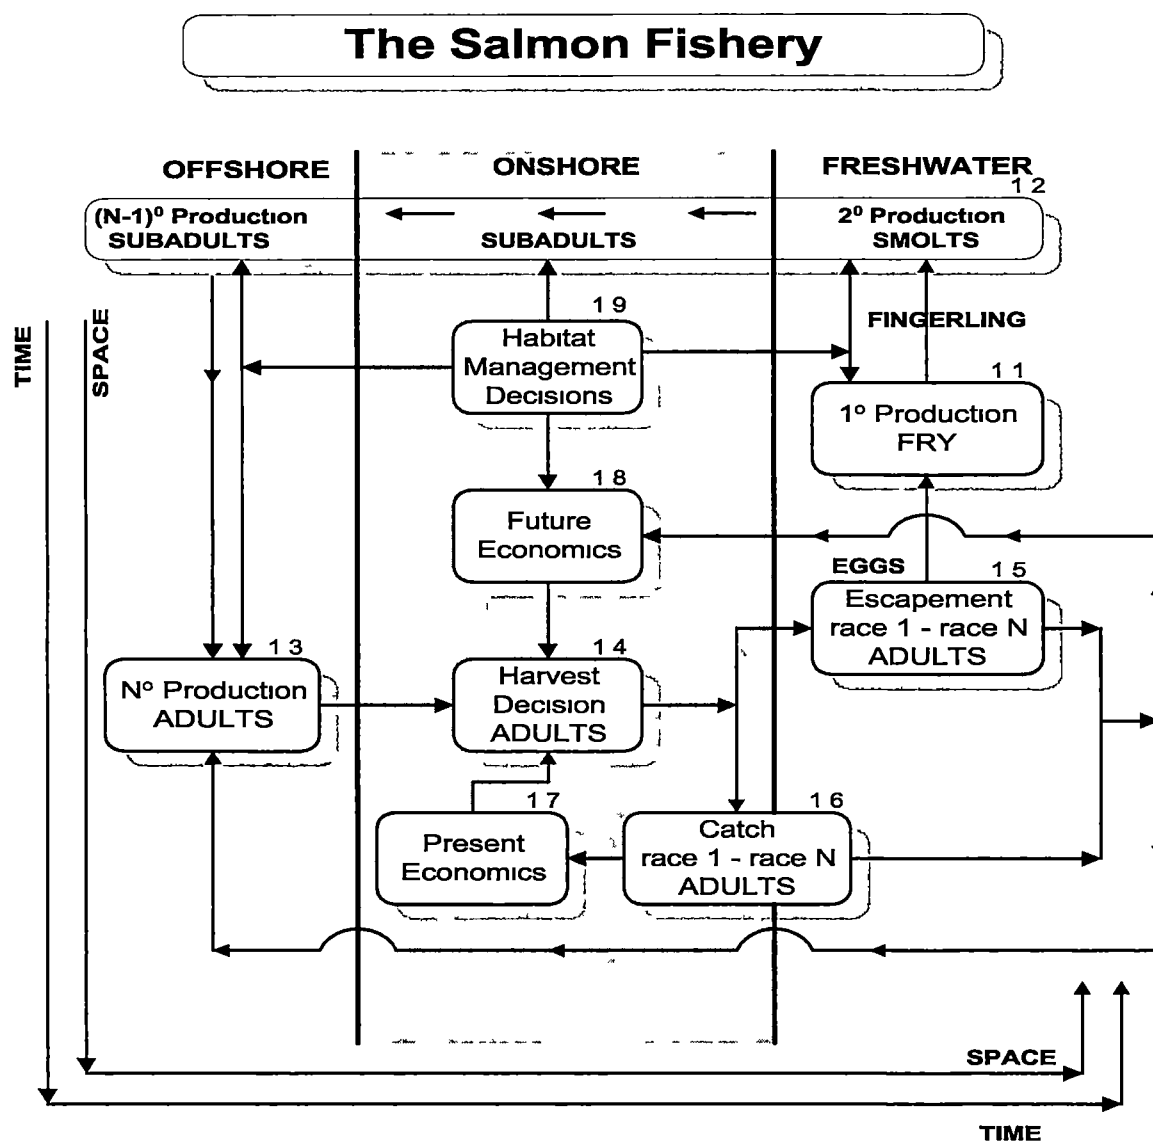 The Salmon Fishery
OFFSHORE
ONSHORE
FRESHWATER
12
(N-1)⁰ Production
SUBADULTS
SUBADULTS
2⁰ Production
SMOLTS
TIME
SPACE
19
Habitat
Management
Decisions
FINGERLING
11
1º Production
FRY
18
Future
Economics
EGGS
15
Escapement
race 1 - race N
ADULTS
13
Nº Production
ADULTS
14
Harvest
Decision
ADULTS
17
Present
Economics
16
Catch
race 1 - race N
ADULTS
SPACE
TIME